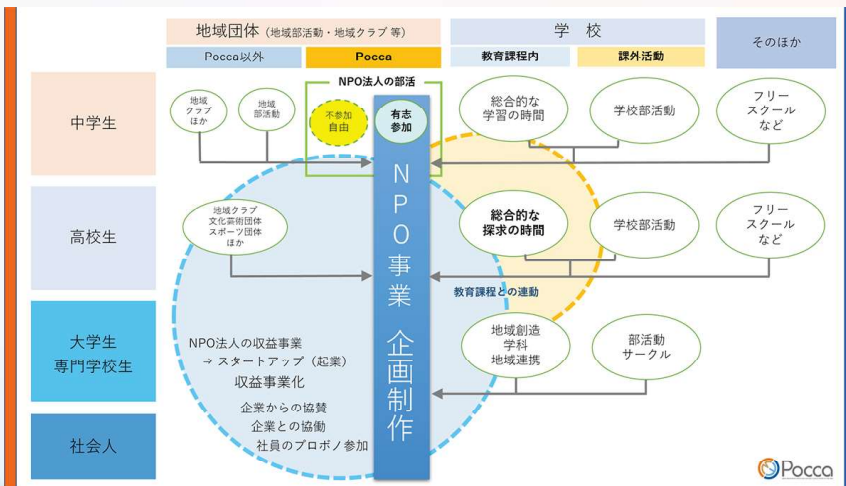 地域団体（地域部活動・地域クラブ 等）
学 校
そのほか
Pocca以外
Pocca
教育課程内
課外活動
NPO法人の部活
中学生
地域
クラブ
ほか
地域
部活動
不参加
自由
有志
参加
総合的な
学習の時間
学校部活動
フリー
スクール
など
NPO事業 企画制作
高校生
地域クラブ
文化芸術団体
スポーツ団体
ほか
総合的な
探求の時間
学校部活動
フリー
スクール
など
教育課程との連動
大学生
専門学校生
NPO法人の収益事業
⇒ スタートアップ（起業）
収益事業化
地域創造
学科
地域連携
部活動
サークル
企業からの協賛
企業との協働
社員のプロボノ参加
社会人
Pocca